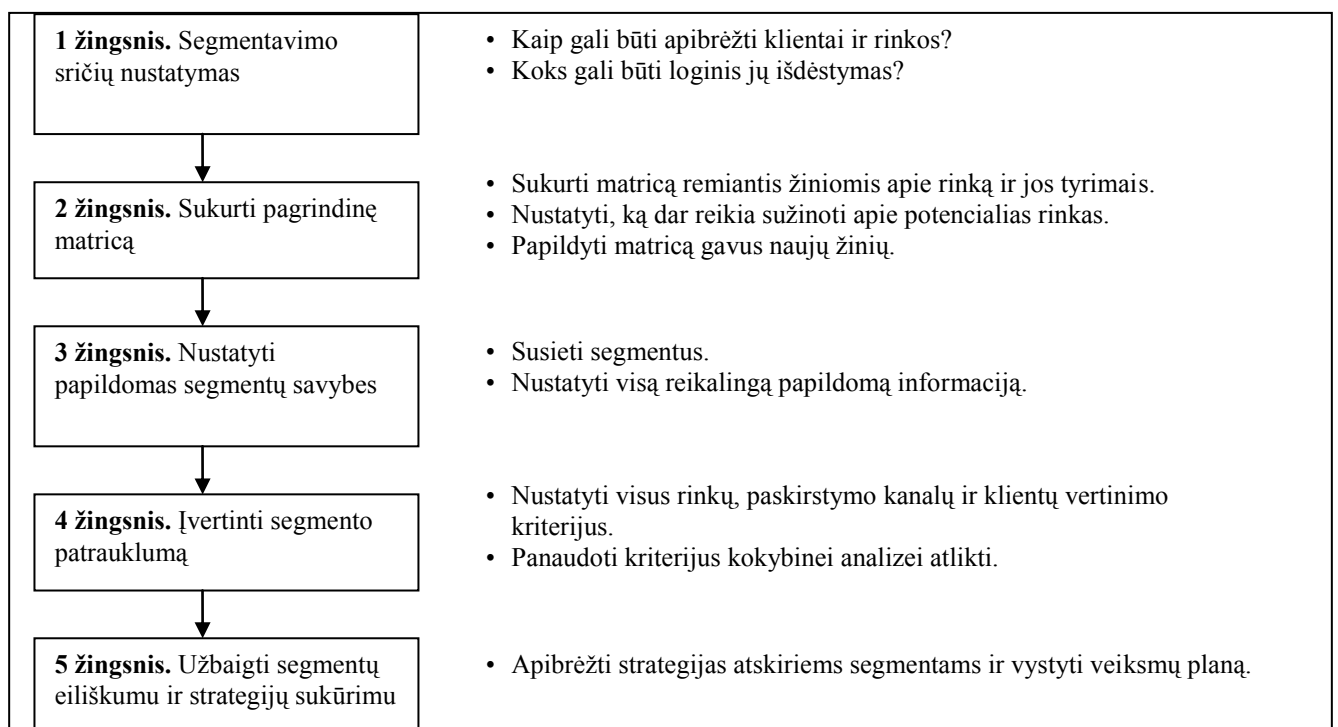 1 žingsnis. Segmentavimo
sričių nustatymas
• Kaip gali būti apibrėžti klientai ir rinkos?
• Koks gali būti loginis jų išdėstymas?
2 žingsnis. Sukurti pagrindinę
matricą
• Sukurti matricą remiantis žiniomis apie rinką ir jos tyrimais.
• Nustatyti, ką dar reikia sužinoti apie potencialias rinkas.
• Papildyti matricą gavus naujų žinių.
3 žingsnis. Nustatyti
papildomas segmentų savybes
• Susieti segmentus.
• Nustatyti visą reikalingą papildomą informaciją.
4 žingsnis. Įvertinti segmento
patrauklumą
• Nustatyti visus rinkų, paskirstymo kanalų ir klientų vertinimo
kriterijus.
• Panaudoti kriterijus kokybinei analizei atlikti.
5 žingsnis. Užbaigti segmentų
eiliškumu ir strategijų sukūrimu
• Apibrėžti strategijas atskiriems segmentams ir vystyti veiksmų planą.